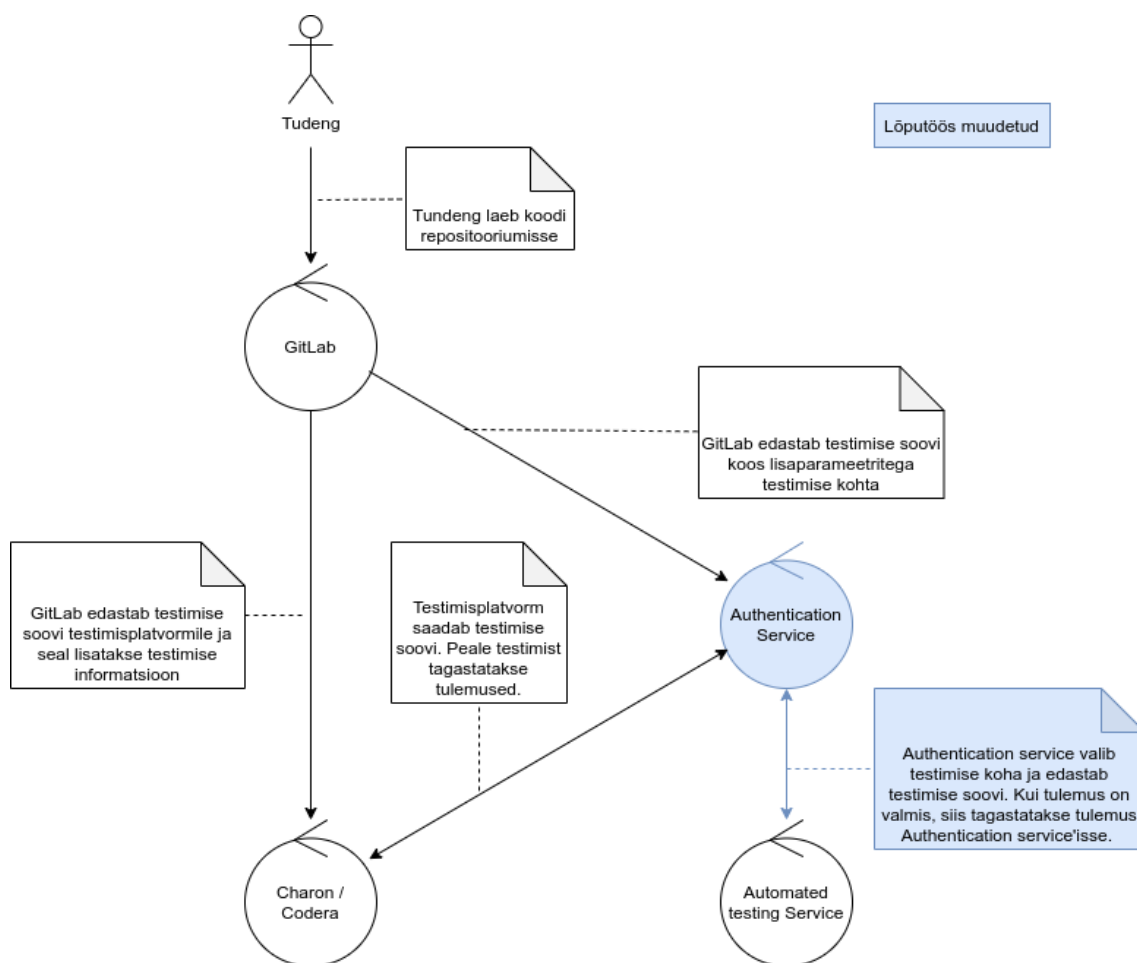 Tudeng
Lõputöös muudetud
Tundeng laeb koodi
repositooriumisse
GitLab
GitLab edastab testimise soovi
koos lisaparameetritega
testimise kohta
GitLab edastab testimise
soovi testimisplatvormile ja
seal lisatakse testimise
informatsioon
Testimisplatvorm
saadab testimise
soovi. Peale testimist
tagastatakse
tulemused.
Authentication
Service
Authentication service valib
testimise koha ja edastab
testimise soovi. Kui tulemus on
valmis, siis tagastatakse tulemus
Authentication service'isse.
Charon /
Codera
Automated
testing Service